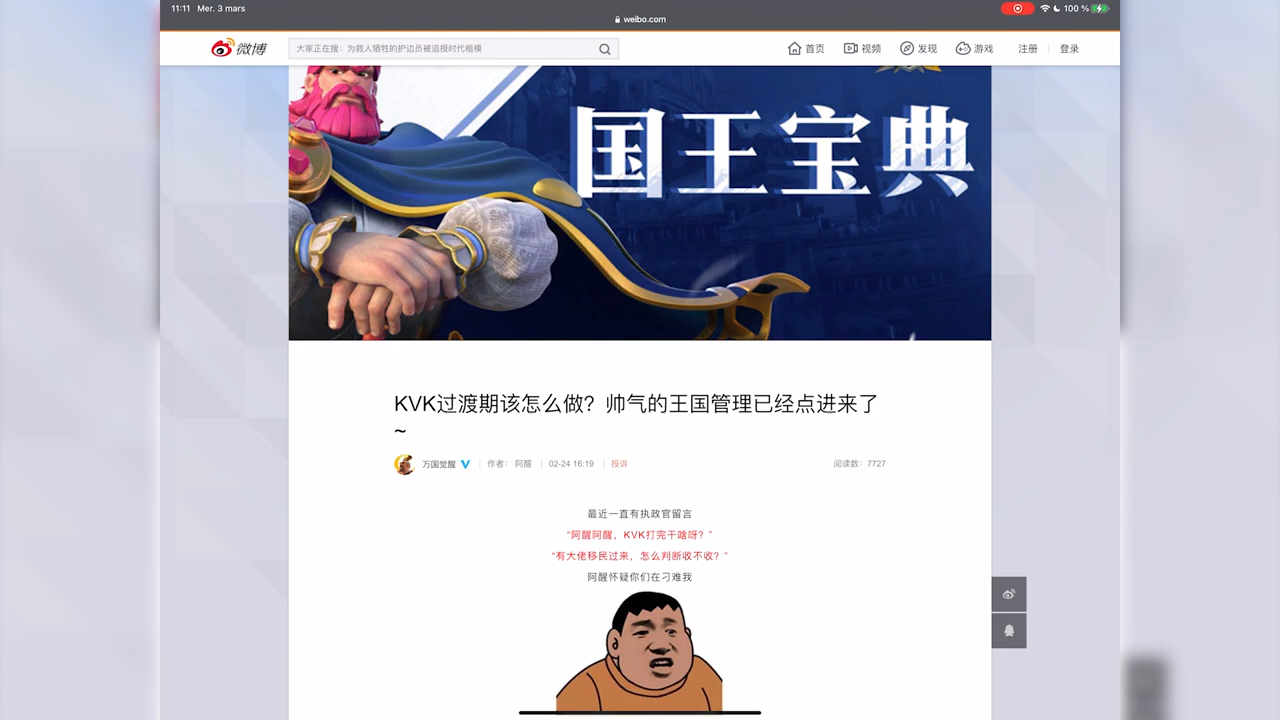 11:11 Mer. 3 mars
100 %
weibo.com
微博
大家正在搜：为救人牺牲的护边员被追授时代楷模
首页 视频 发现 游戏 注册 登录
国王宝典
KVK过渡期该怎么做？帅气的王国管理已经点进来了
~
万国觉醒 作者： 阿醒 02-24 16:19 投诉 阅读数：7727
最近一直有执政官留言
“阿醒阿醒，KVK打完干啥呀？”
“有大佬移民过来，怎么判断收不收？”
阿醒怀疑你们在刁难我